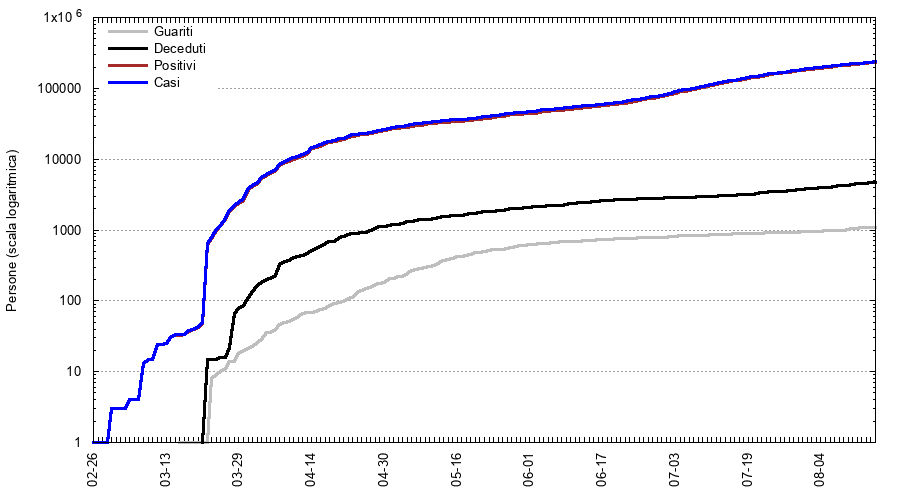 1x10 6
100000
10000
1000
100
10
1
Persone (scala logaritmica)
Guariti
Deceduti
Positivi
Casi
02-26
03-13
03-29
04-14
04-30
05-16
06-01
06-17
07-03
07-19
08-04